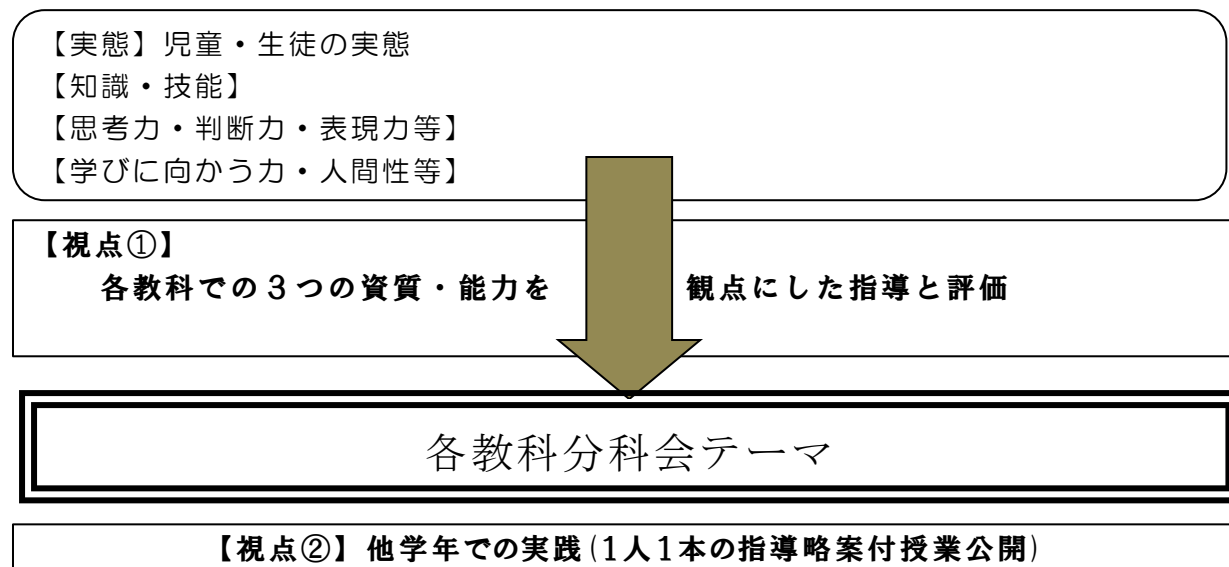 【実態】児童・生徒の実態
【知識・技能】
【思考力・判断力・表現力等】
【学びに向かう力・人間性等】
【視点①】
各教科での３つの資質・能力を 観点にした指導と評価
各教科分科会テーマ
【視点②】他学年での実践(1人1本の指導略案付授業公開)